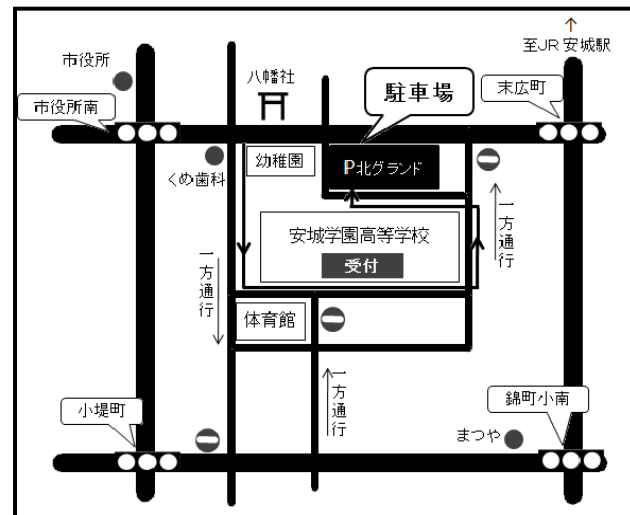 至JR 安城駅
市役所
八幡社
駐車場
末広町
市役所南
幼稚園
P北グランド
くめ歯科
一方通行
安城学園高等学校
受付
一方通行
体育館
一方通行
小堤町
錦町小南
まつや